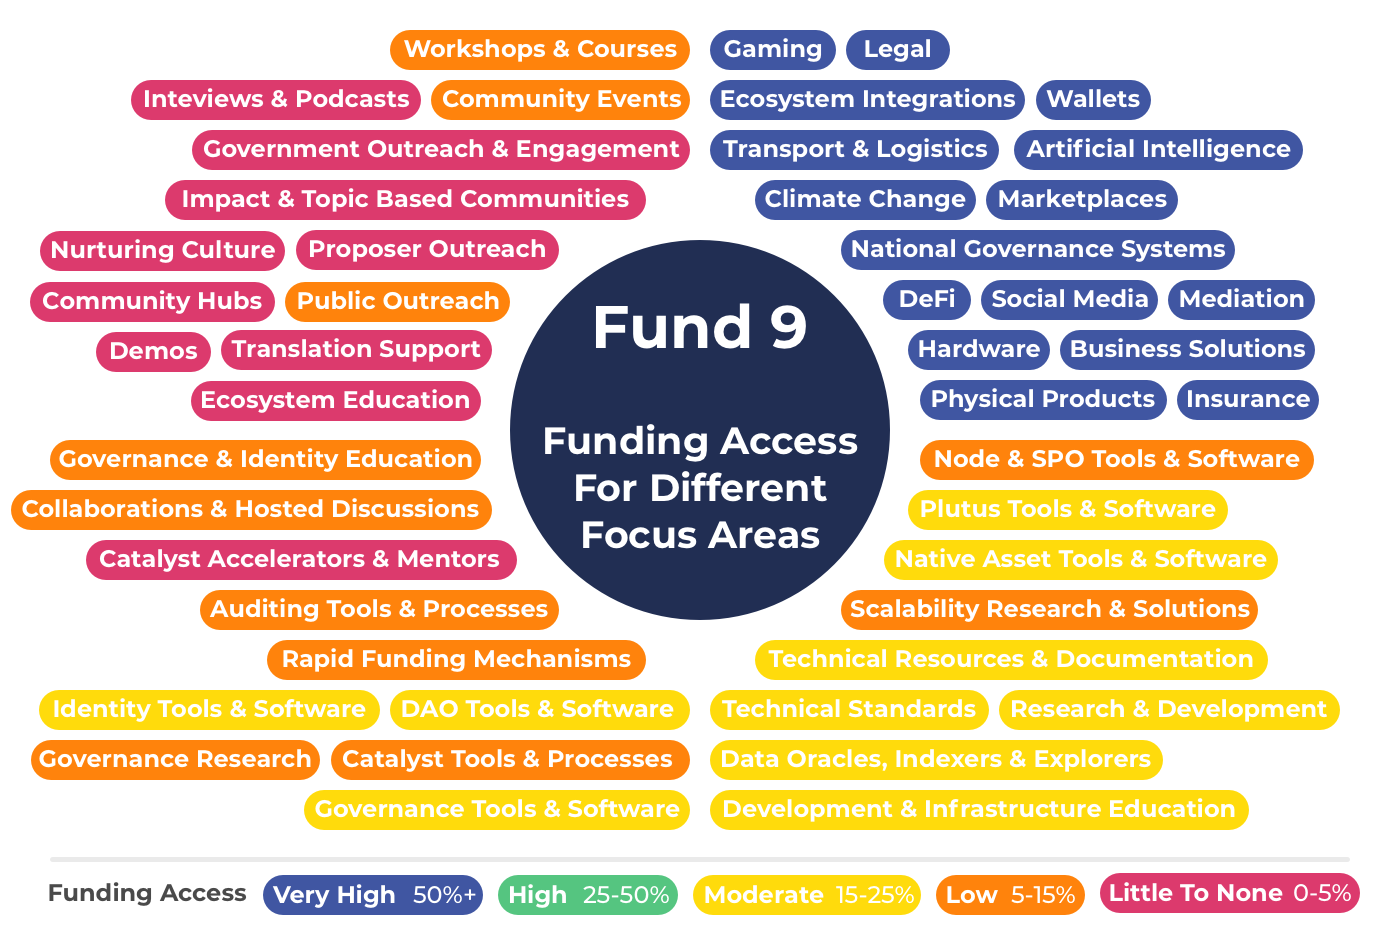 Workshops & Courses
Gaming
Legal
Inteviews & Podcasts
Community Events
Ecosystem Integrations
Wallets
Government Outreach & Engagement
Transport & Logistics
Artificial Intelligence
Impact & Topic Based Communities
Climate Change
Marketplaces
Nurturing Culture
Proposer Outreach
National Governance Systems
Community Hubs
Public Outreach
DeFi
Social Media
Mediation
Demos
Translation Support
Hardware
Business Solutions
Ecosystem Education
Physical Products
Insurance
Fund 9
Funding Access
For Different
Focus Areas
Governance & Identity Education
Node & SPO Tools & Software
Collaborations & Hosted Discussions
Plutus Tools & Software
Catalyst Accelerators & Mentors
Native Asset Tools & Software
Auditing Tools & Processes
Scalability Research & Solutions
Rapid Funding Mechanisms
Technical Resources & Documentation
Identity Tools & Software
DAO Tools & Software
Technical Standards
Research & Development
Governance Research
Catalyst Tools & Processes
Data Oracles, Indexers & Explorers
Governance Tools & Software
Development & Infrastructure Education
Funding Access
Very High 50%+
High 25-50%
Moderate 15-25%
Low 5-15%
Little To None 0-5%